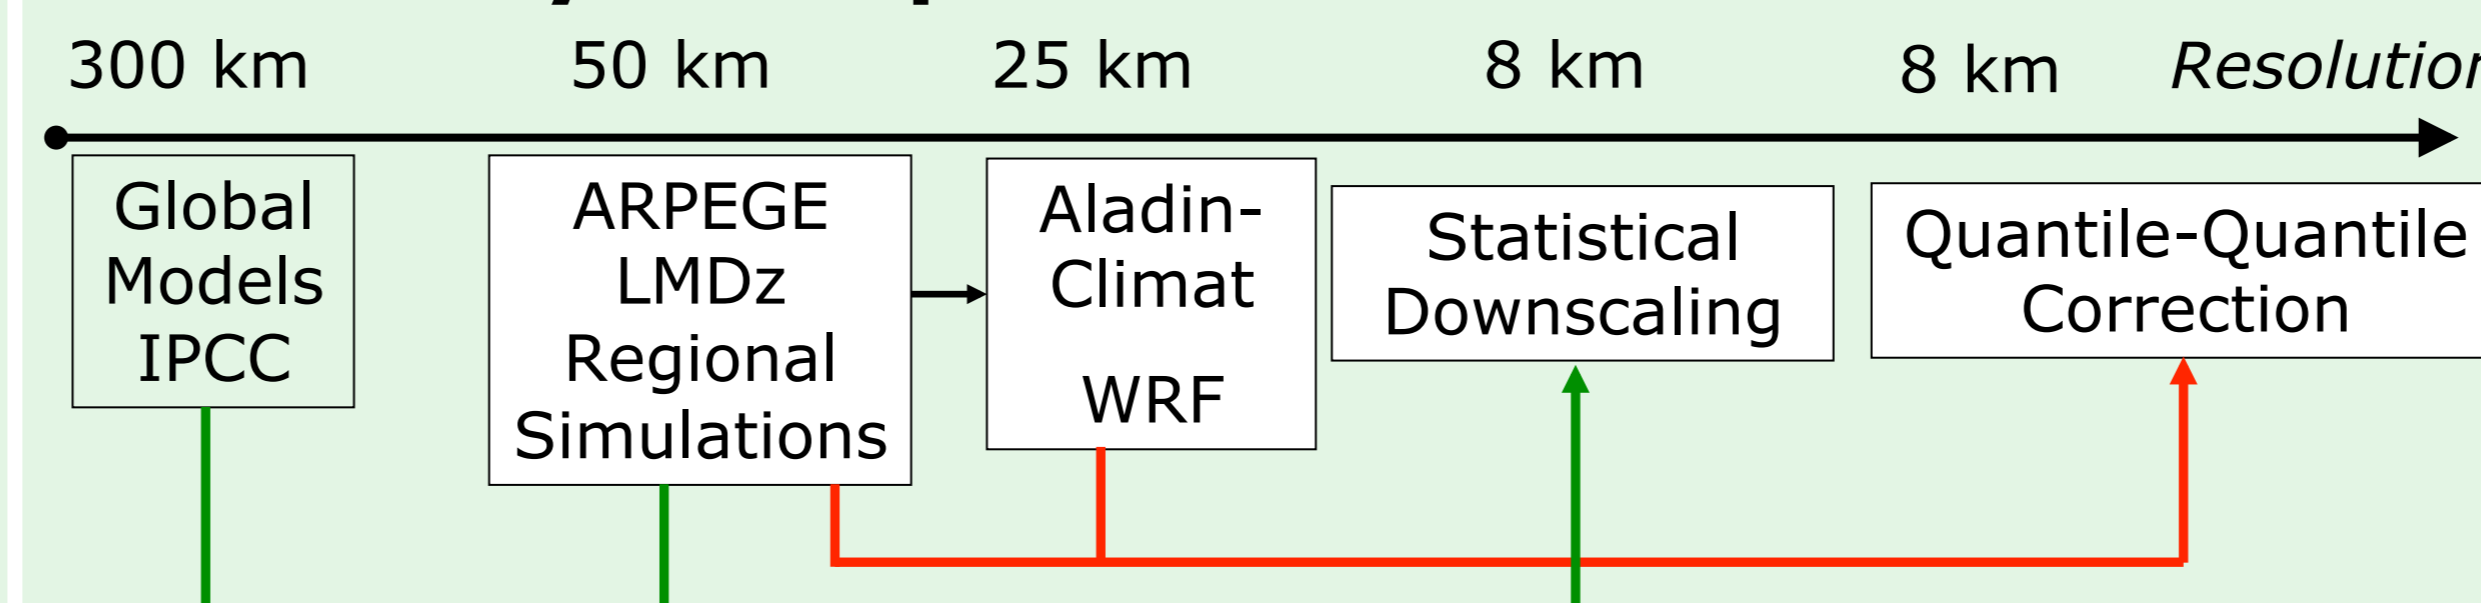 300 km 50 km 25 km 8 km 8 km Resolution
Global
Models
IPCC
ARPEGE
LMDz
Regional
Simulations
Aladin-
Climat
WRF
Statistical
Downscaling
Quantile-Quantile
Correction